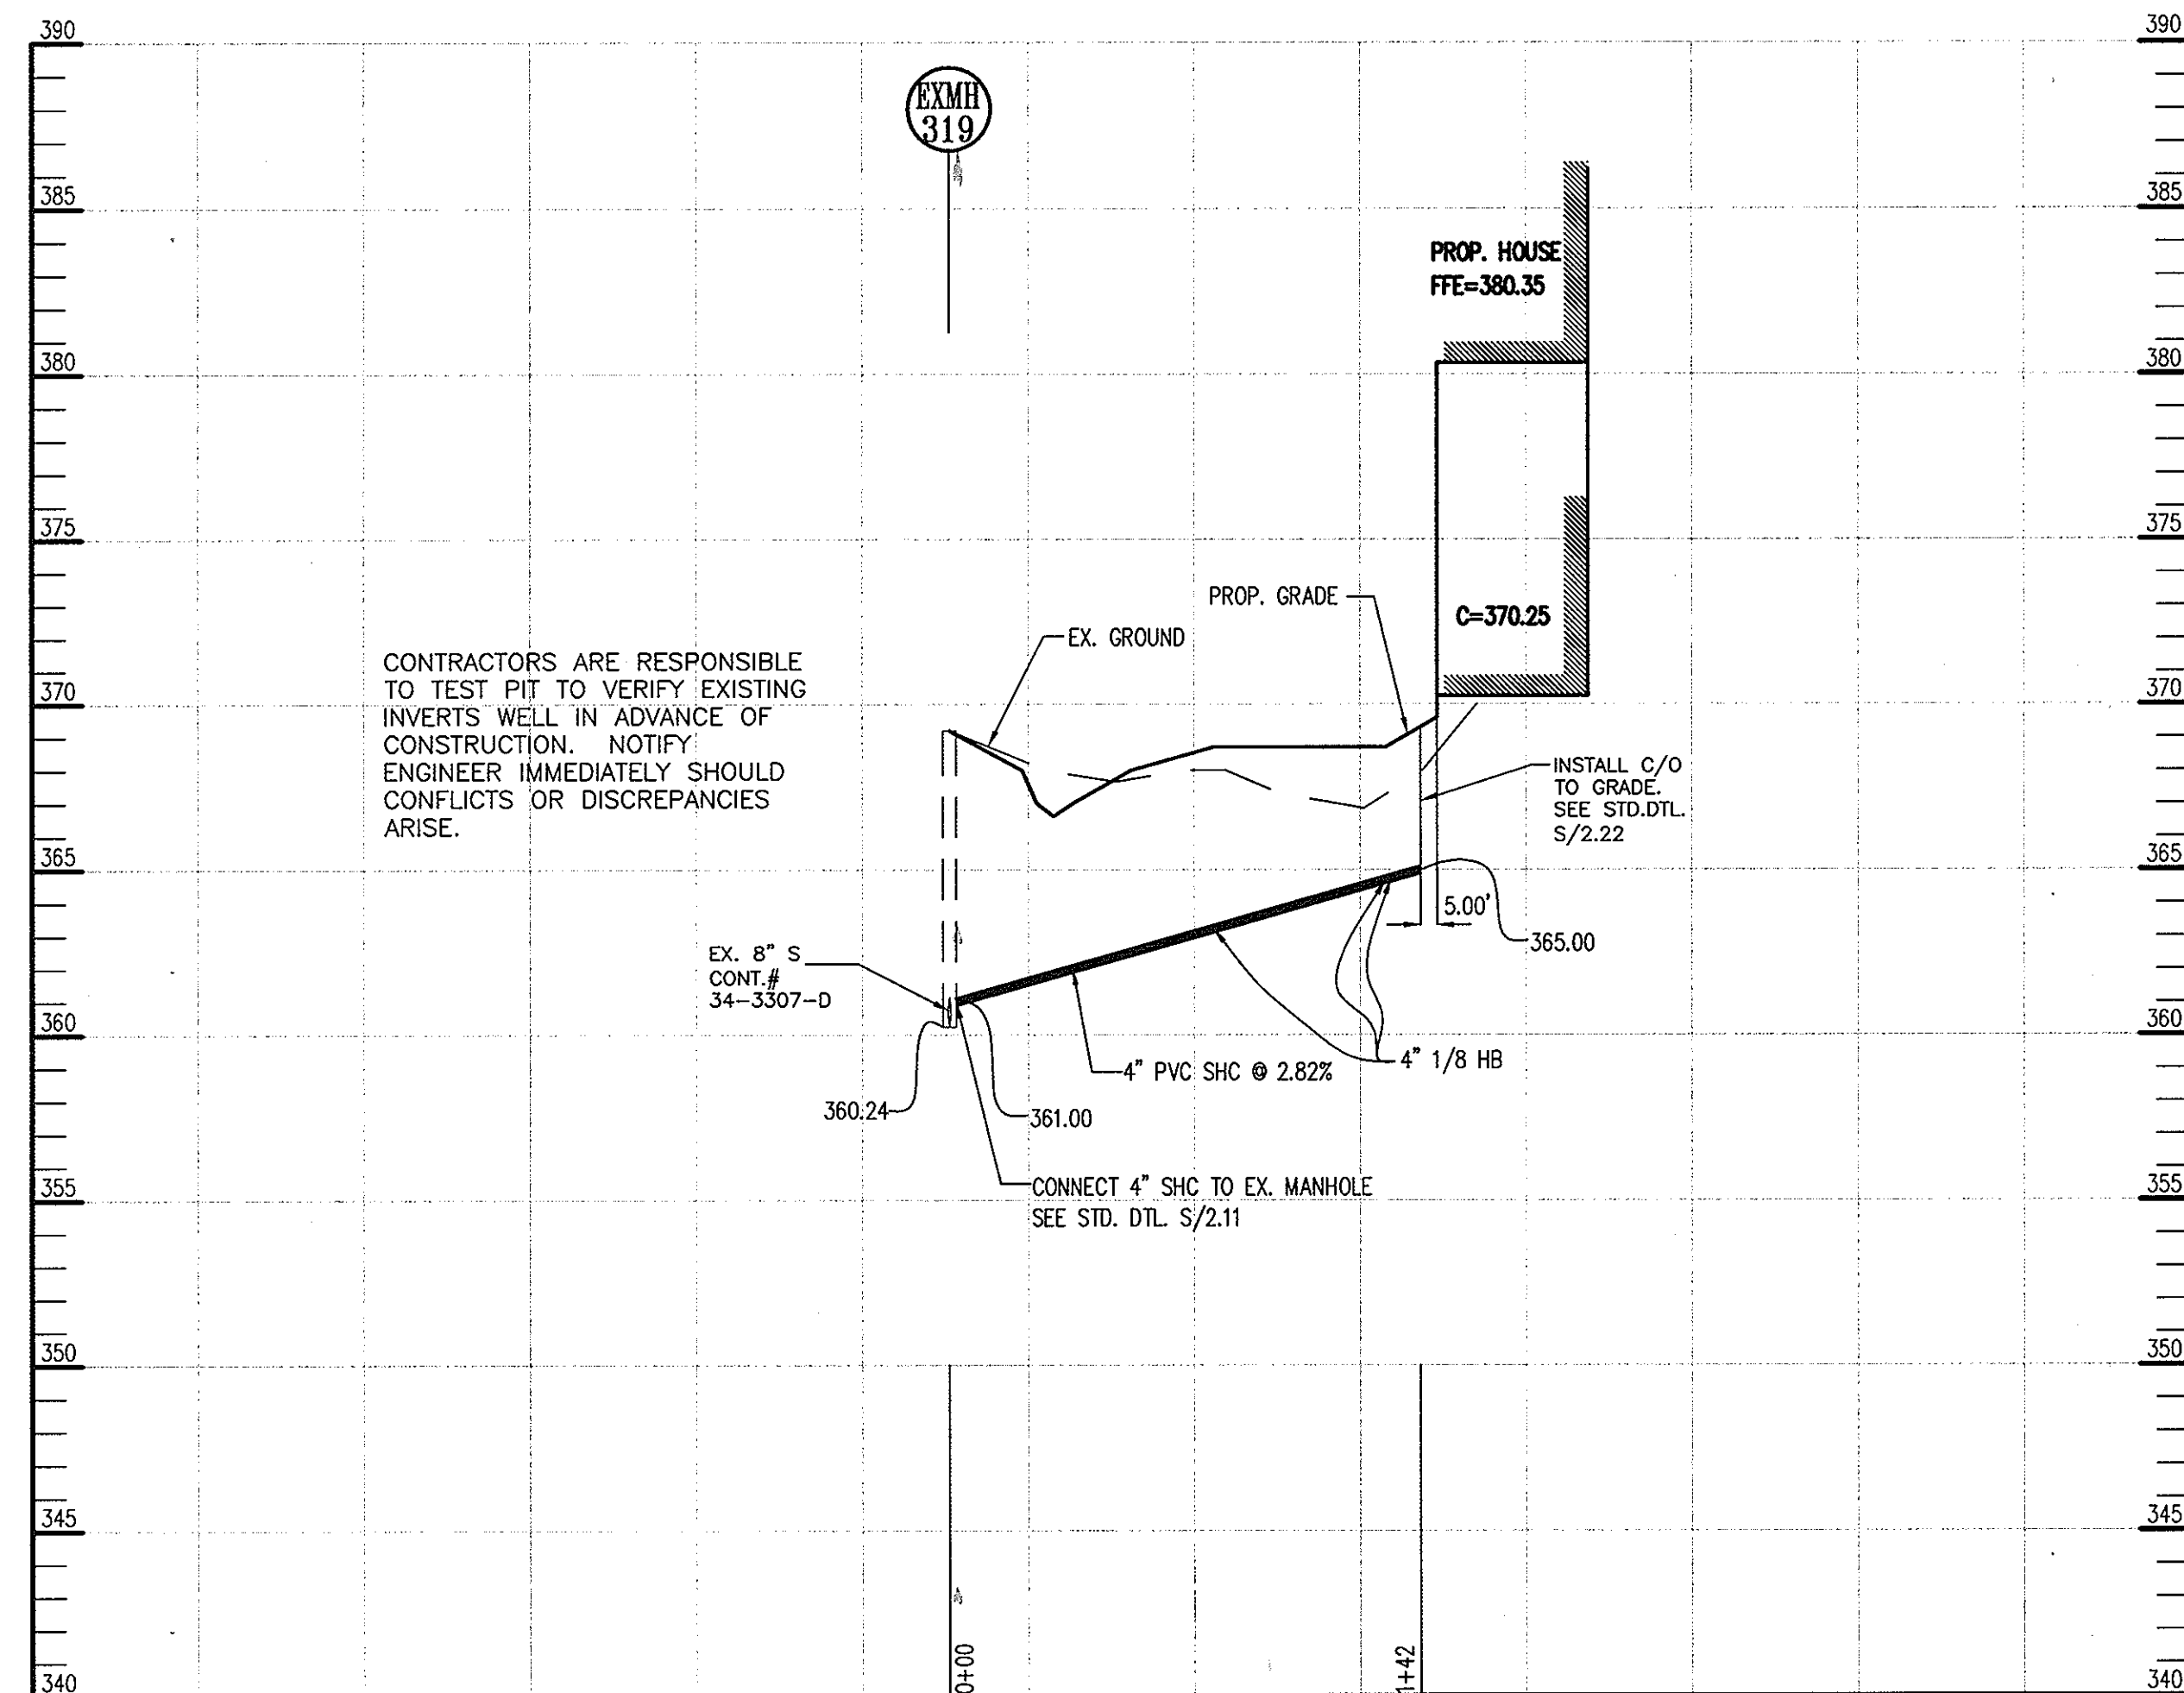 390
390
EXMH
319
385
385
PROP. HOUSE
FFE=380.35
380
380
375
375
PROP. GRADE
C=370.25
EX. GROUND
CONTRACTORS ARE RESPONSIBLE
TO TEST PIT TO VERIFY EXISTING
INVERTS WELL IN ADVANCE OF
CONSTRUCTION. NOTIFY
ENGINEER IMMEDIATELY SHOULD
CONFLICTS OR DISCREPANCIES
ARISE.
370
370
INSTALL C/O
TO GRADE.
SEE STD.DTL.
S/2.22
365
365
5.00'
365.00
EX. 8" S
CONT.#
34-3307-D
360
360
4" PVC SHC @ 2.82%
4" 1/8 HB
360.24
361.00
CONNECT 4" SHC TO EX. MANHOLE
SEE STD. DTL. S/2.11
355
355
350
350
345
345
0+00
1+42
340
340